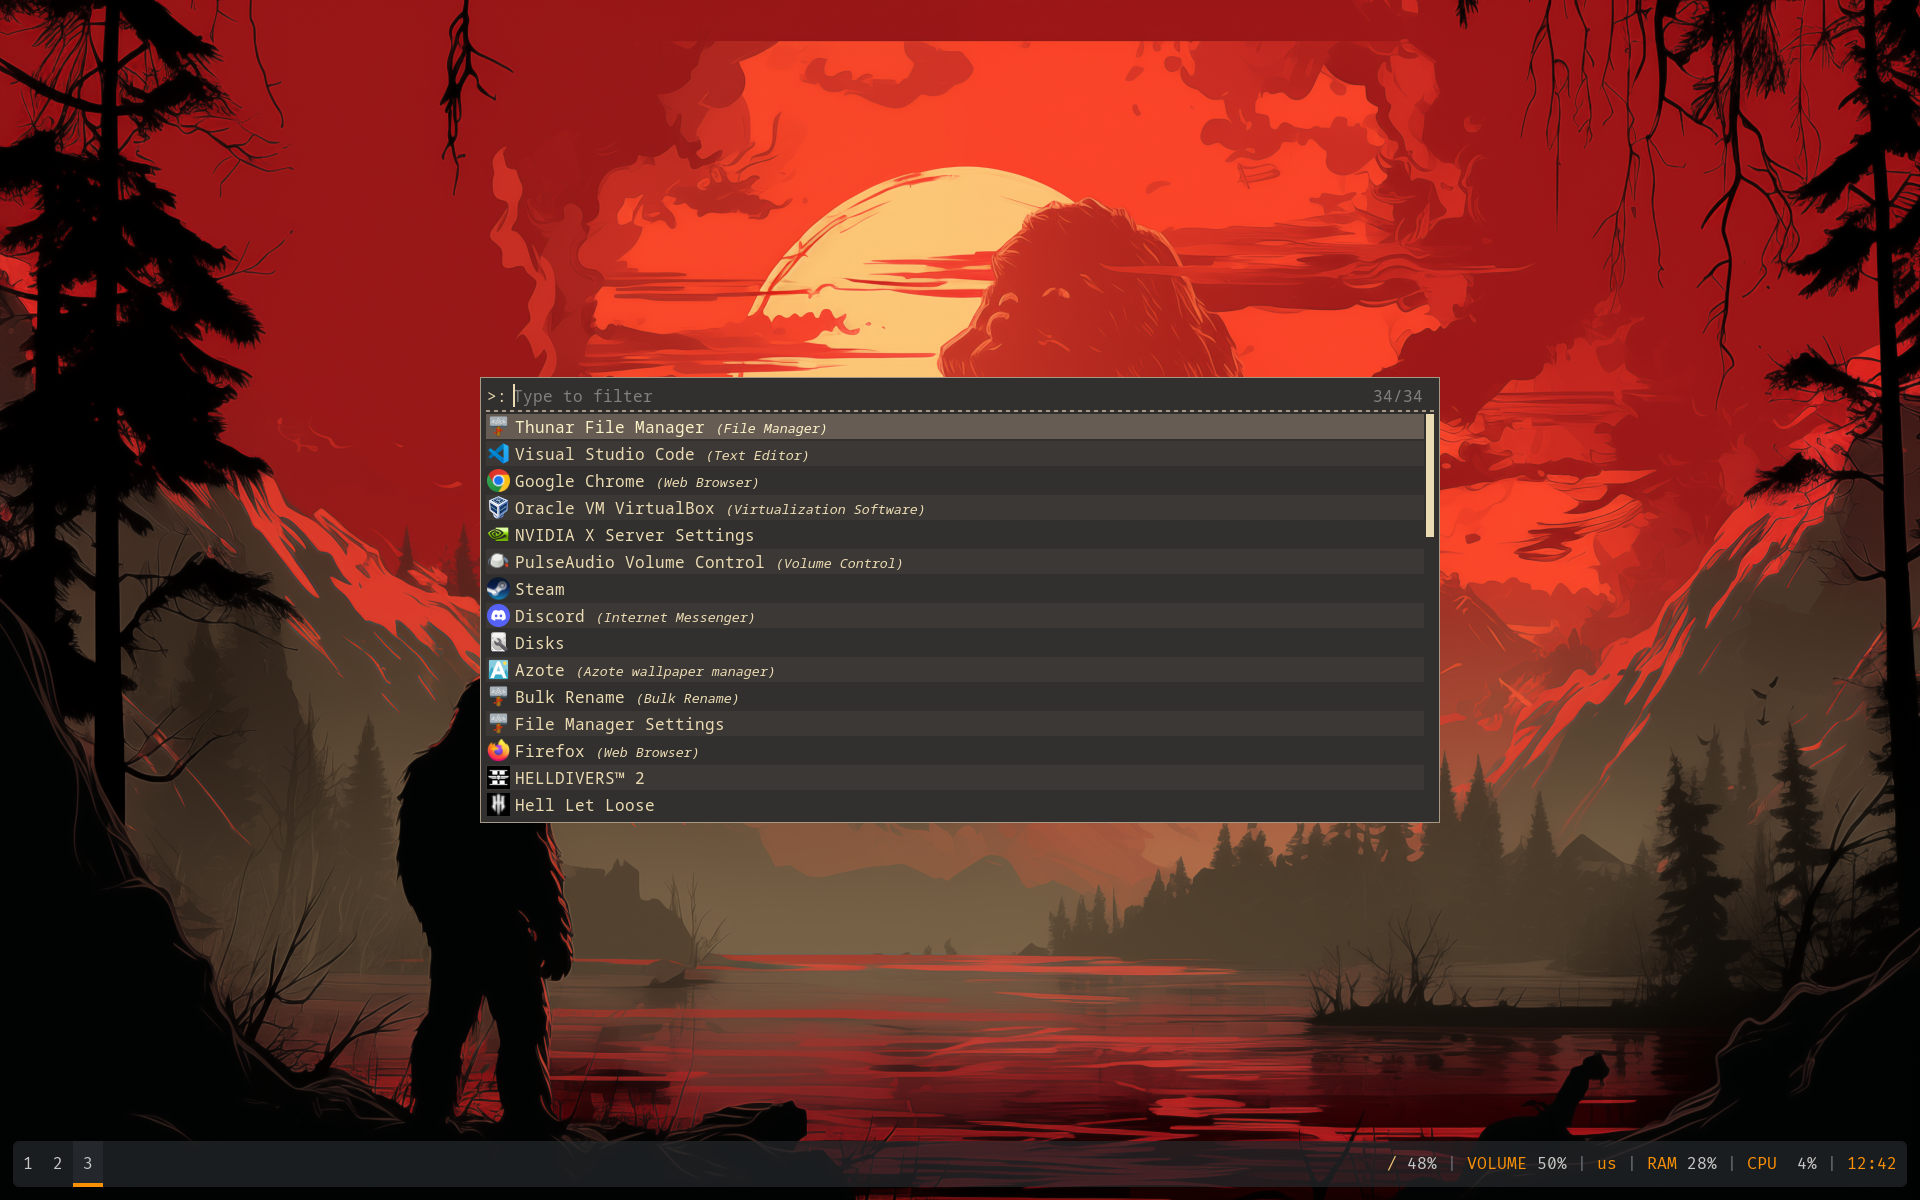 >: Type to filter 34/34
Thunar File Manager (File Manager)
Visual Studio Code (Text Editor)
Google Chrome (Web Browser)
Oracle VM VirtualBox (Virtualization Software)
NVIDIA X Server Settings
PulseAudio Volume Control (Volume Control)
Steam
Discord (Internet Messenger)
Disks
Azote (Azote wallpaper manager)
Bulk Rename (Bulk Rename)
File Manager Settings
Firefox (Web Browser)
HELLDIVERS™ 2
Hell Let Loose
1 2 3 / 48% | VOLUME 50% | us | RAM 28% | CPU 4% | 12:42